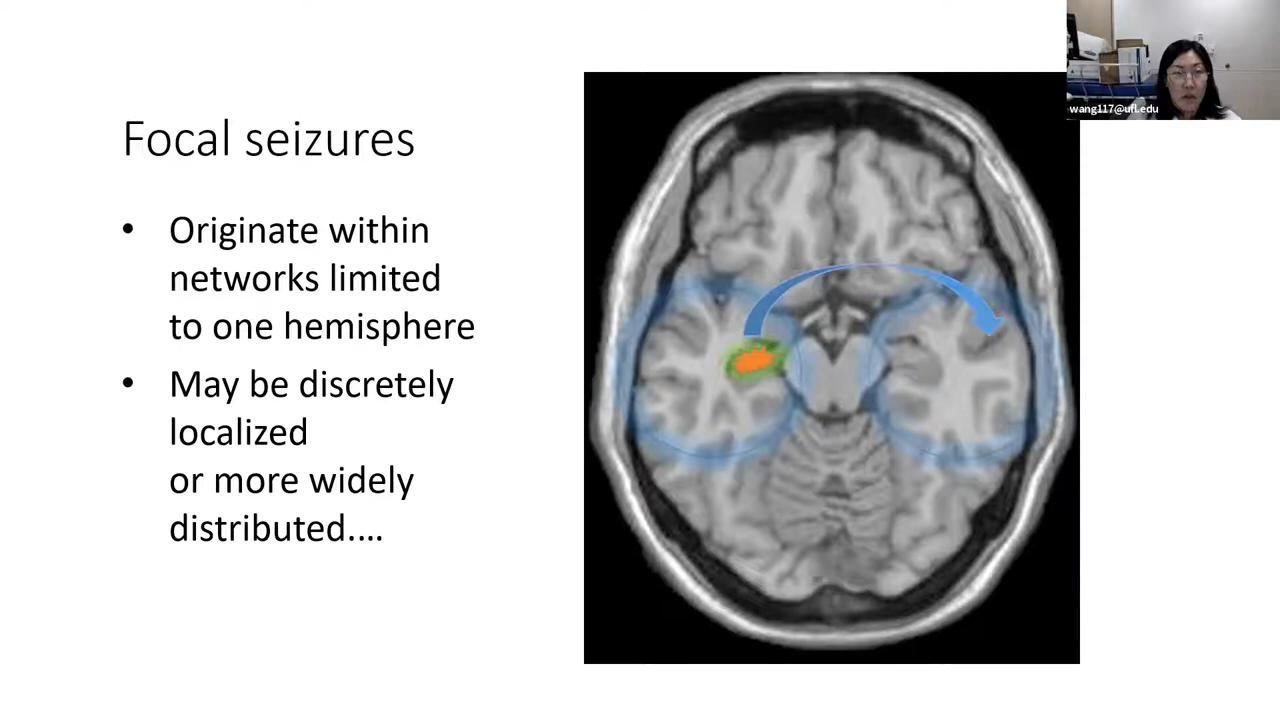 Focal seizures
• Originate within
networks limited
to one hemisphere
• May be discretely
localized
or more widely
distributed....
wang117@ufl.edu